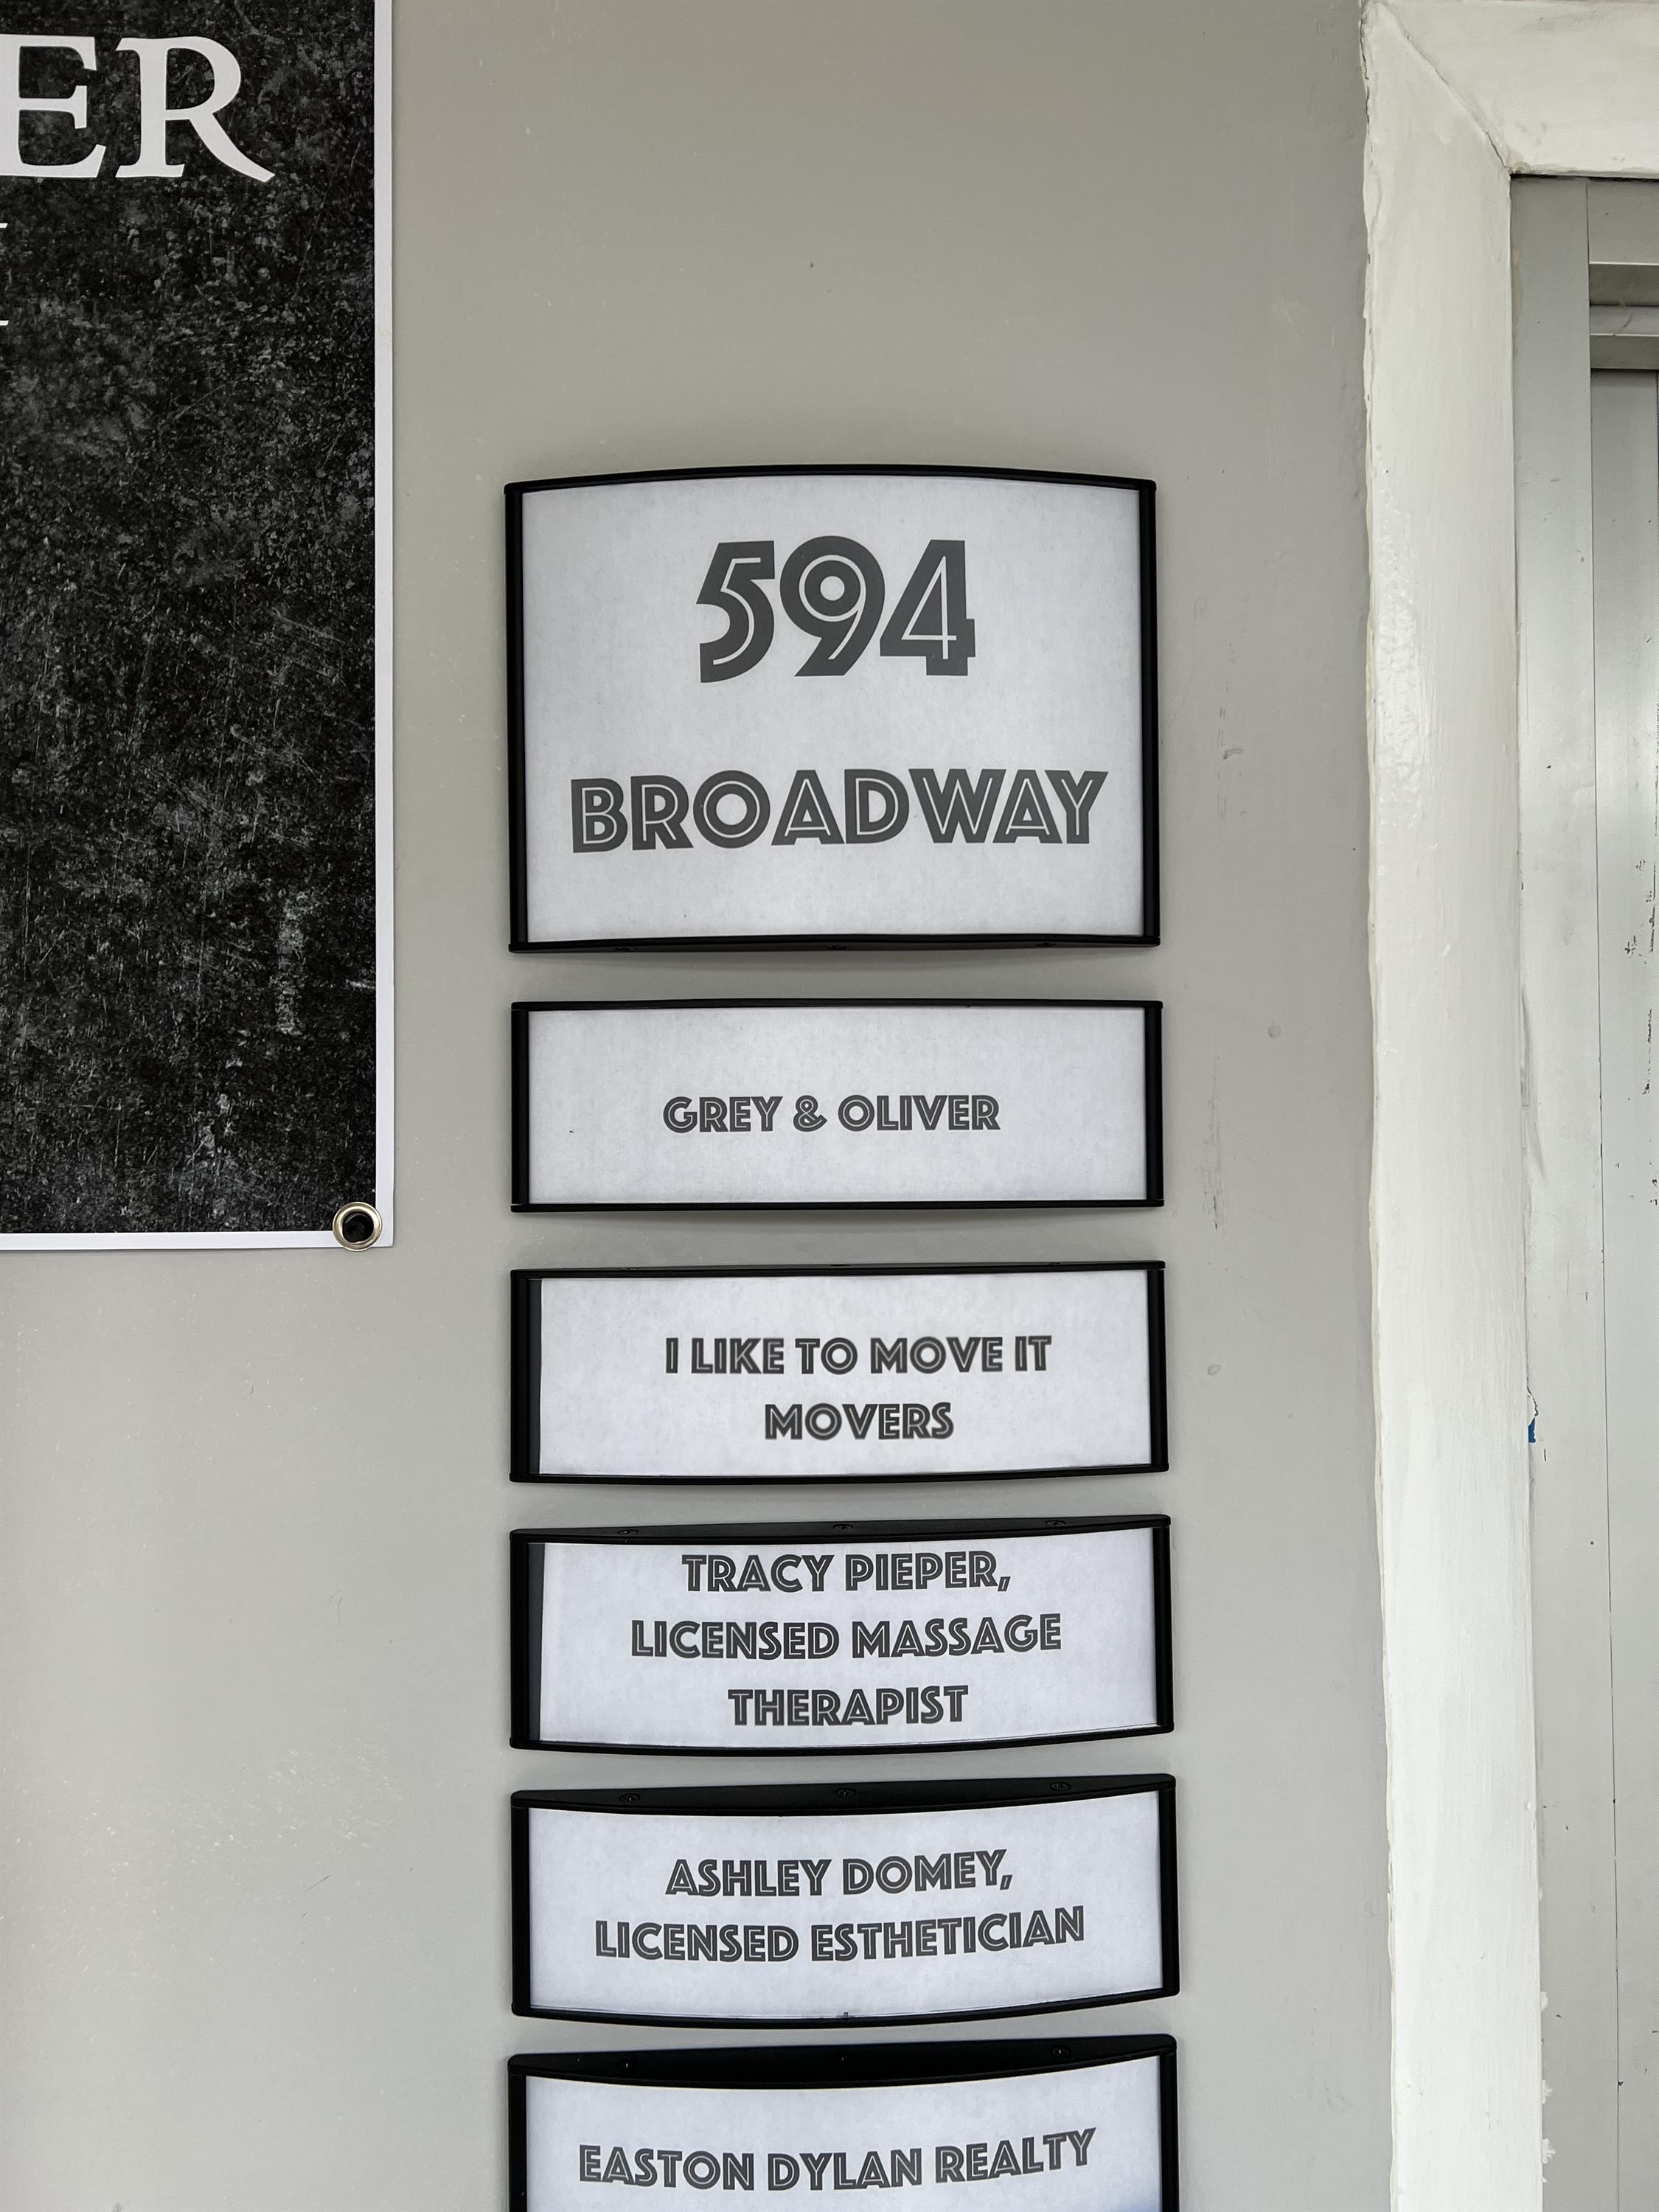 ER
594
BROADWAY
GREY & OLIVER
I LIKE TO MOVE IT
MOVERS
TRACY PIEPER,
LICENSED MASSAGE
THERAPIST
ASHLEY DOMEY,
LICENSED ESTHETICIAN
EASTON DYLAN REALTY